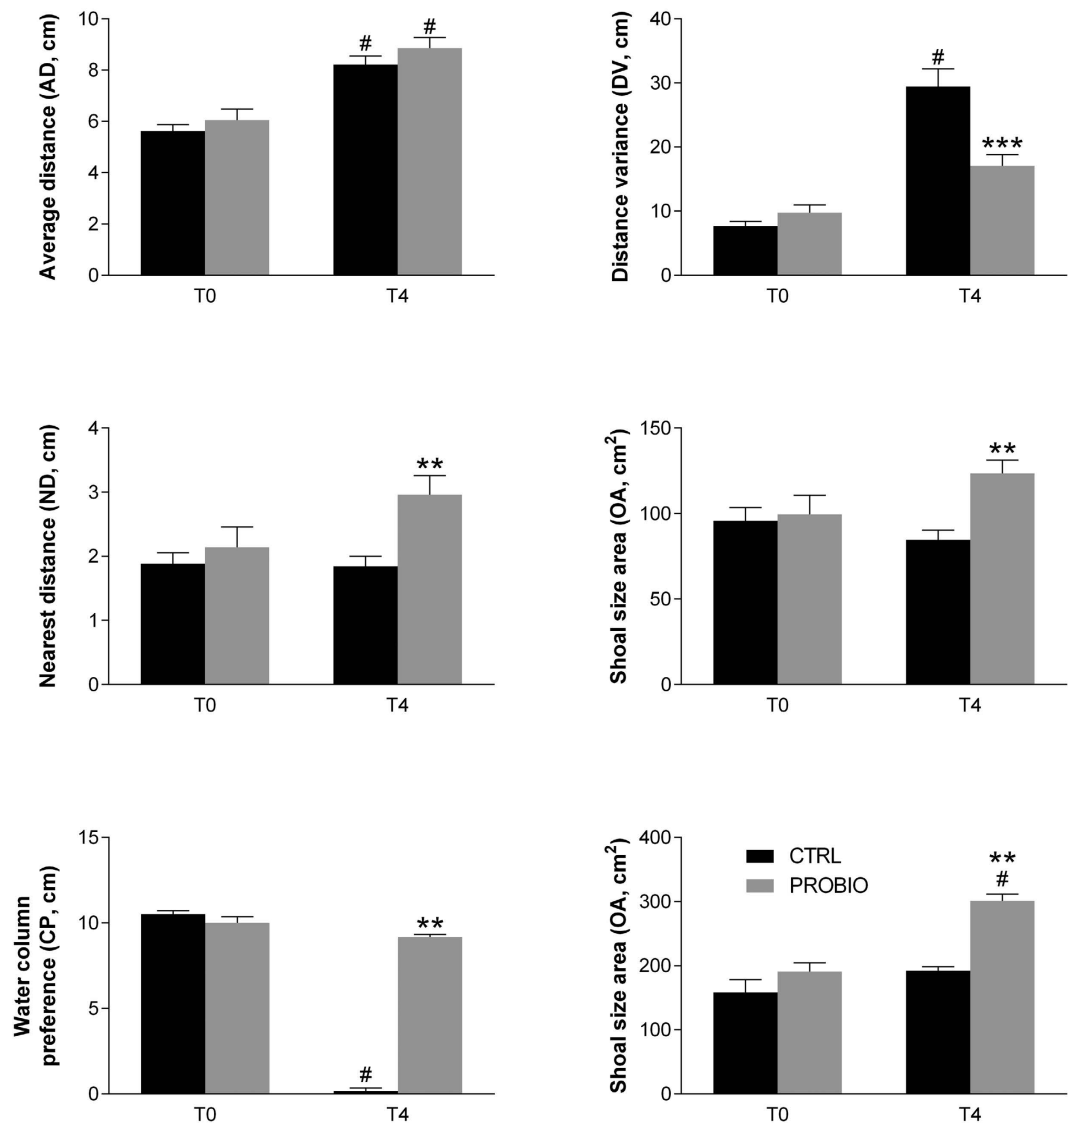 Average distance (AD, cm)
10
8
6
4
2
0
#
#
T0
T4
Distance variance (DV, cm)
40
30
20
10
0
#
***
T0
T4
Nearest distance (ND, cm)
4
3
2
1
0
**
T0
T4
Shoal size area (OA, cm²)
150
100
50
0
**
T0
T4
Water column
preference (CP, cm)
15
10
5
0
#
**
T0
T4
Shoal size area (OA, cm²)
400
300
200
100
0
CTRL
PROBIO
**
#
T0
T4